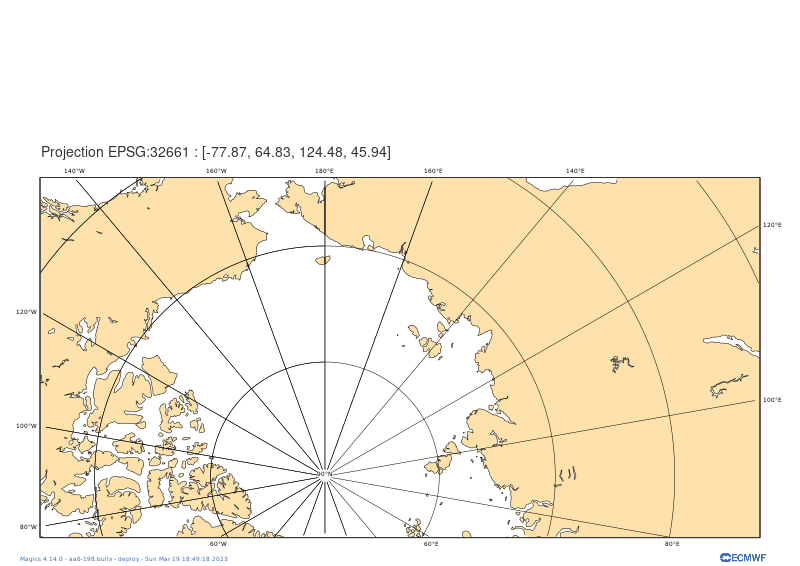 Projection EPSG:32661 : [-77.87, 64.83, 124.48, 45.94]
140°W 160°W 180°E 160°E 140°E
120°E
120°W
100°E
100°W
90°N
80°W
60°W 60°E 80°E
Magics 4.14.0 - aa6-198.bullx - deploy - Sun Mar 19 18:49:18 2023
ECMWF